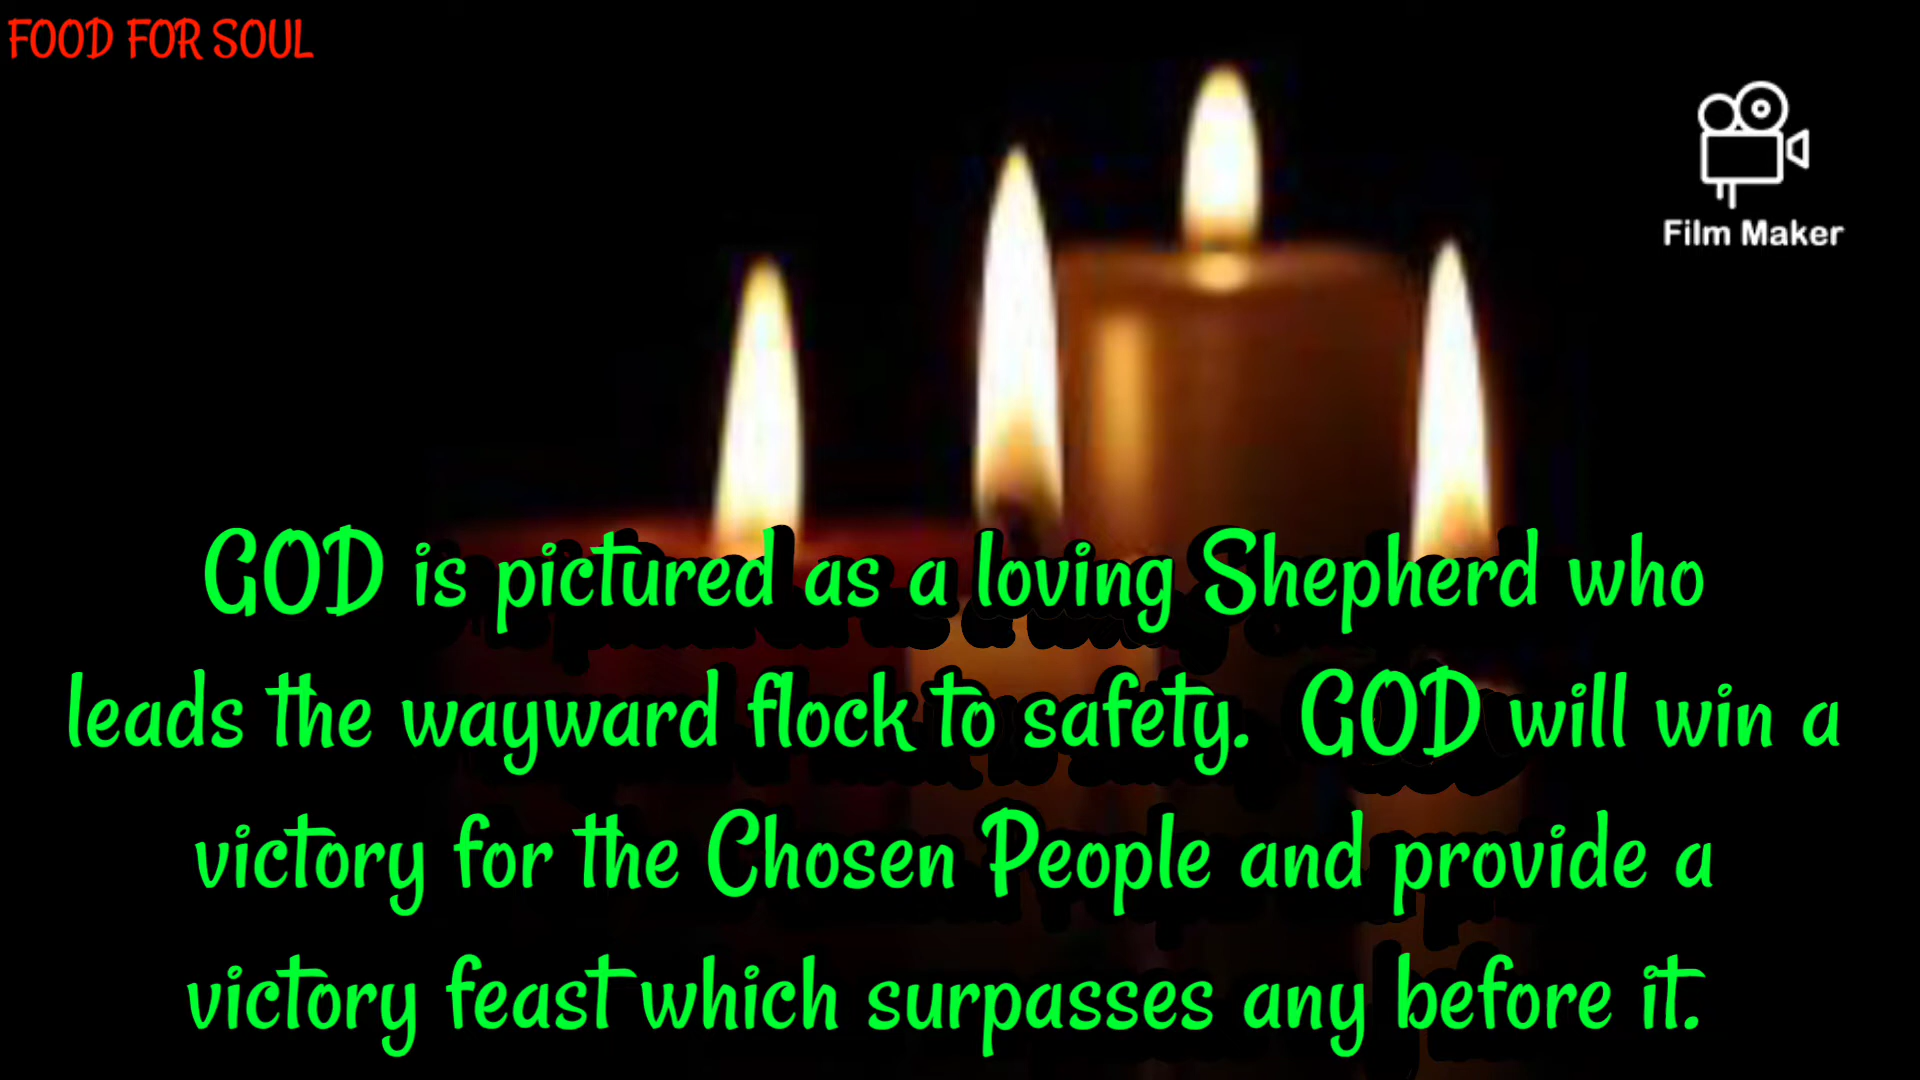 FOOD FOR SOUL
Film Maker
GOD is pictured as a loving Shepherd who
leads the wayward flock to safety. GOD will win a
victory for the Chosen People and provide a
victory feast which surpasses any before it.